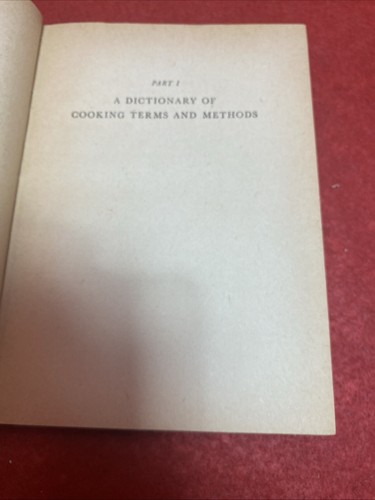 PART I
A DICTIONARY OF
COOKING TERMS AND METHODS